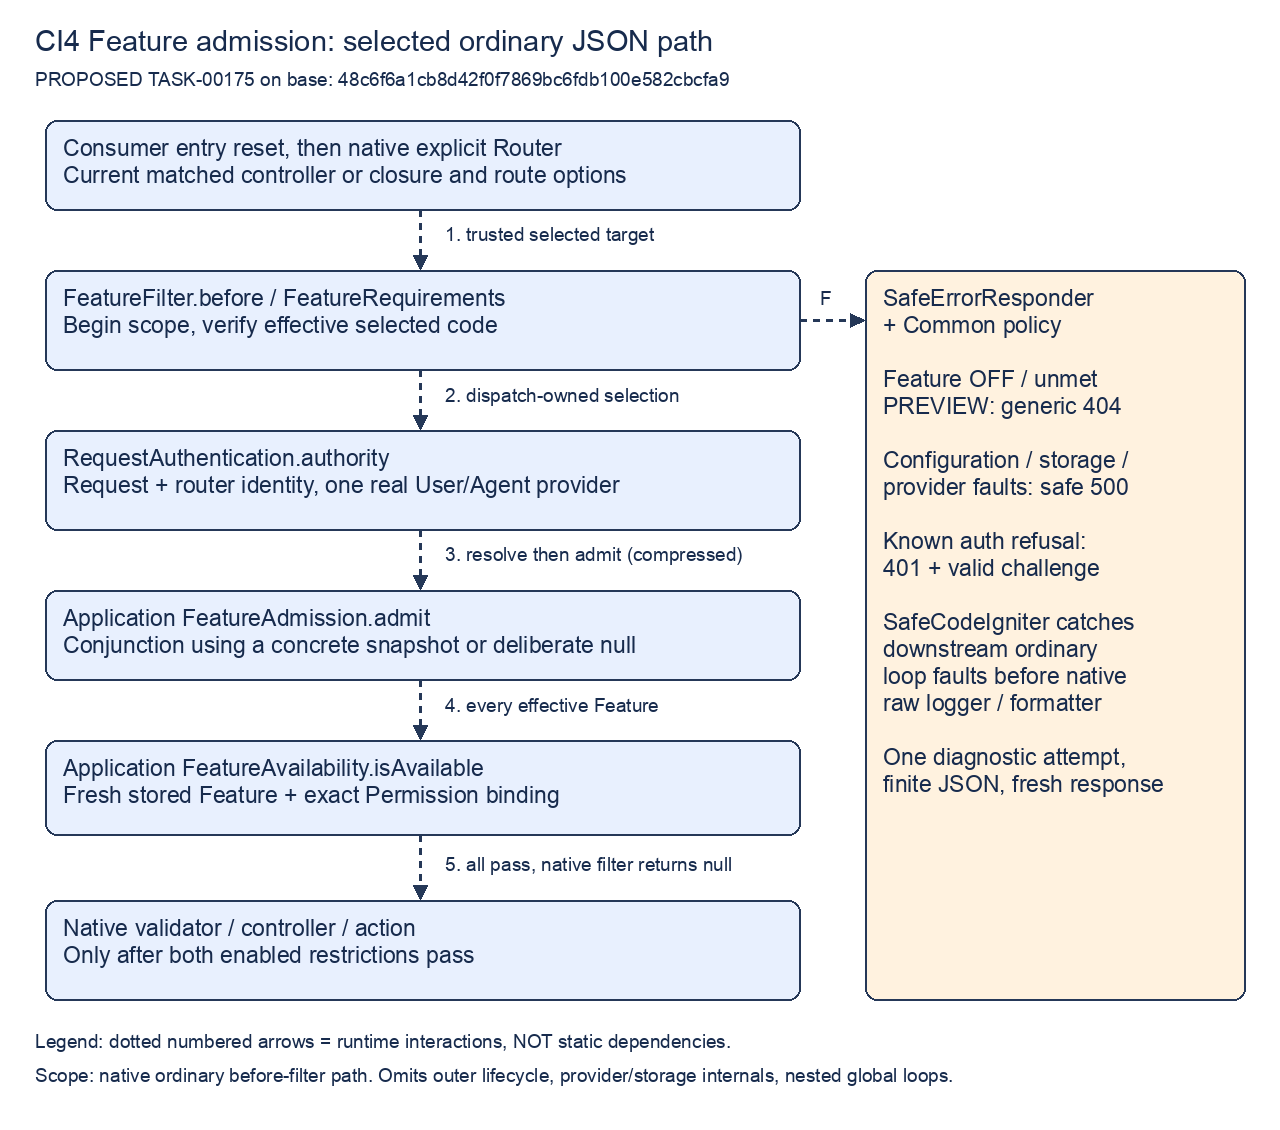 CI4 Feature admission: selected ordinary JSON path
PROPOSED TASK-00175 on base: 48c6f6a1cb8d42f0f7869bc6fdb100e582cbcfa9
Consumer entry reset, then native explicit Router
Current matched controller or closure and route options
1. trusted selected target
FeatureFilter.before / FeatureRequirements
Begin scope, verify effective selected code
F
2. dispatch-owned selection
RequestAuthentication.authority
Request + router identity, one real User/Agent provider
3. resolve then admit (compressed)
Application FeatureAdmission.admit
Conjunction using a concrete snapshot or deliberate null
4. every effective Feature
Application FeatureAvailability.isAvailable
Fresh stored Feature + exact Permission binding
5. all pass, native filter returns null
Native validator / controller / action
Only after both enabled restrictions pass
SafeErrorResponder
+ Common policy
Feature OFF / unmet
PREVIEW: generic 404
Configuration / storage /
provider faults: safe 500
Known auth refusal:
401 + valid challenge
SafeCodeIgniter catches
downstream ordinary
loop faults before native
raw logger / formatter
One diagnostic attempt,
finite JSON, fresh response
Legend: dotted numbered arrows = runtime interactions, NOT static dependencies.
Scope: native ordinary before-filter path. Omits outer lifecycle, provider/storage internals, nested global loops.